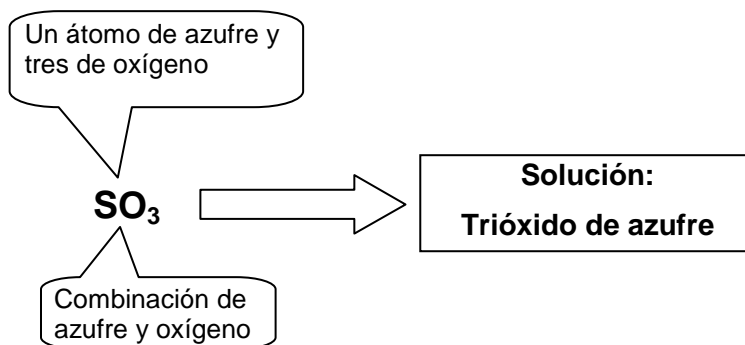 Un átomo de azufre y
tres de oxígeno
SO₃
Solución:
Trióxido de azufre
Combinación de
azufre y oxígeno